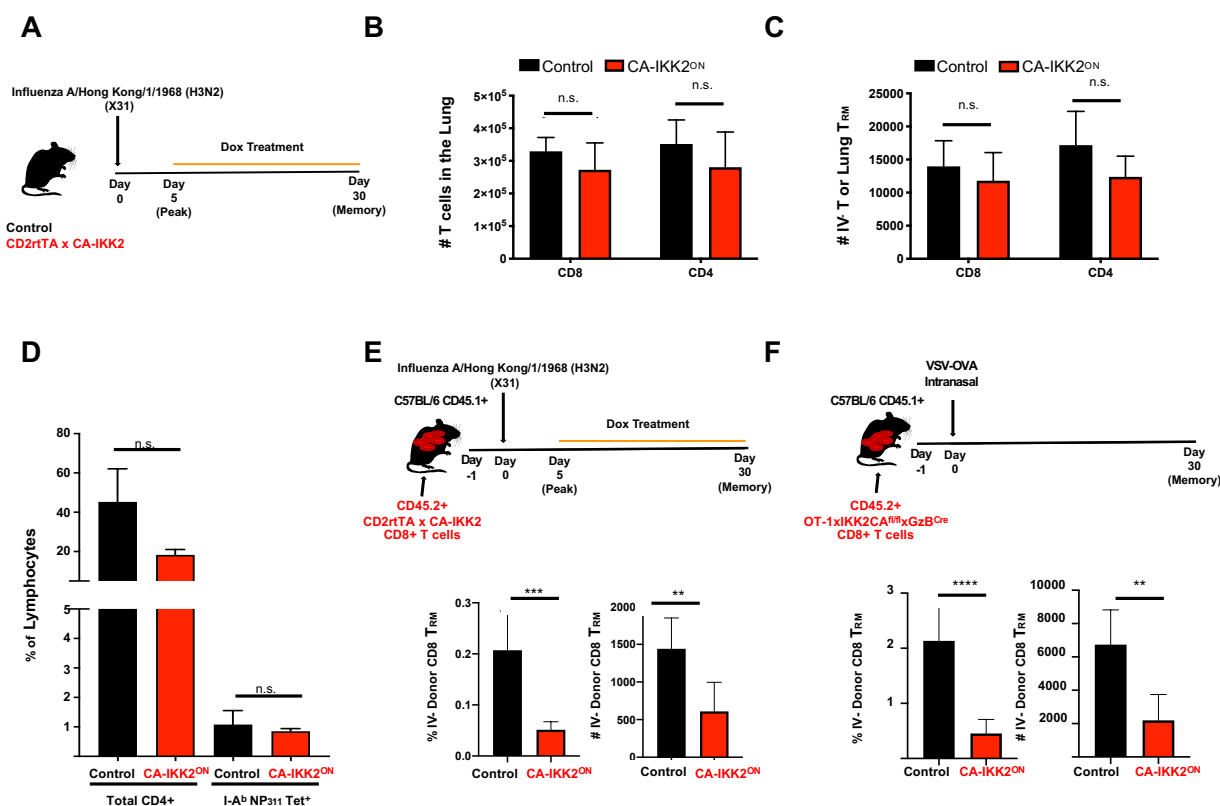 A
Influenza A/Hong Kong/1/1968 (H3N2)
(X31)
Dox Treatment
Day
0
Day
5
(Peak)
Day
30
(Memory)
Control
CD2rtTA x CA-IKK2
B
Control CA-IKK2ON
# T cells in the Lung
5×10⁵
4×10⁵
3×10⁵
2×10⁵
1×10⁵
0
n.s.
n.s.
CD8 CD4
C
Control CA-IKK2ON
# IV- T or Lung TRM
25000
20000
15000
10000
5000
0
n.s.
n.s.
CD8 CD4
D
% of Lymphocytes
80
60
40
20
5
4
3
2
1
n.s.
n.s.
Control CA-IKK2ON Control CA-IKK2ON
Total CD4+ I-Aᵇ NP311 Tet⁺
E
Influenza A/Hong Kong/1/1968 (H3N2)
(X31)
C57BL/6 CD45.1+
Dox Treatment
Day
-1
Day
0
Day
5
(Peak)
Day
30
(Memory)
CD45.2+
CD2rtTA x CA-IKK2
CD8+ T cells
% IV- Donor CD8 TRM
0.3
0.2
0.1
0.0
***
Control CA-IKK2ON
# IV- Donor CD8 TRM
2000
1500
1000
500
0
**
Control CA-IKK2ON
F
VSV-OVA
Intranasal
C57BL/6 CD45.1+
Day
-1
Day
0
Day
30
(Memory)
CD45.2+
OT-1xIKK2CAfl/flxGzBCre
CD8+ T cells
% IV- Donor CD8 TRM
3
2
1
****
Control CA-IKK2ON
# IV- Donor CD8 TRM
10000
8000
6000
4000
2000
0
**
Control CA-IKK2ON